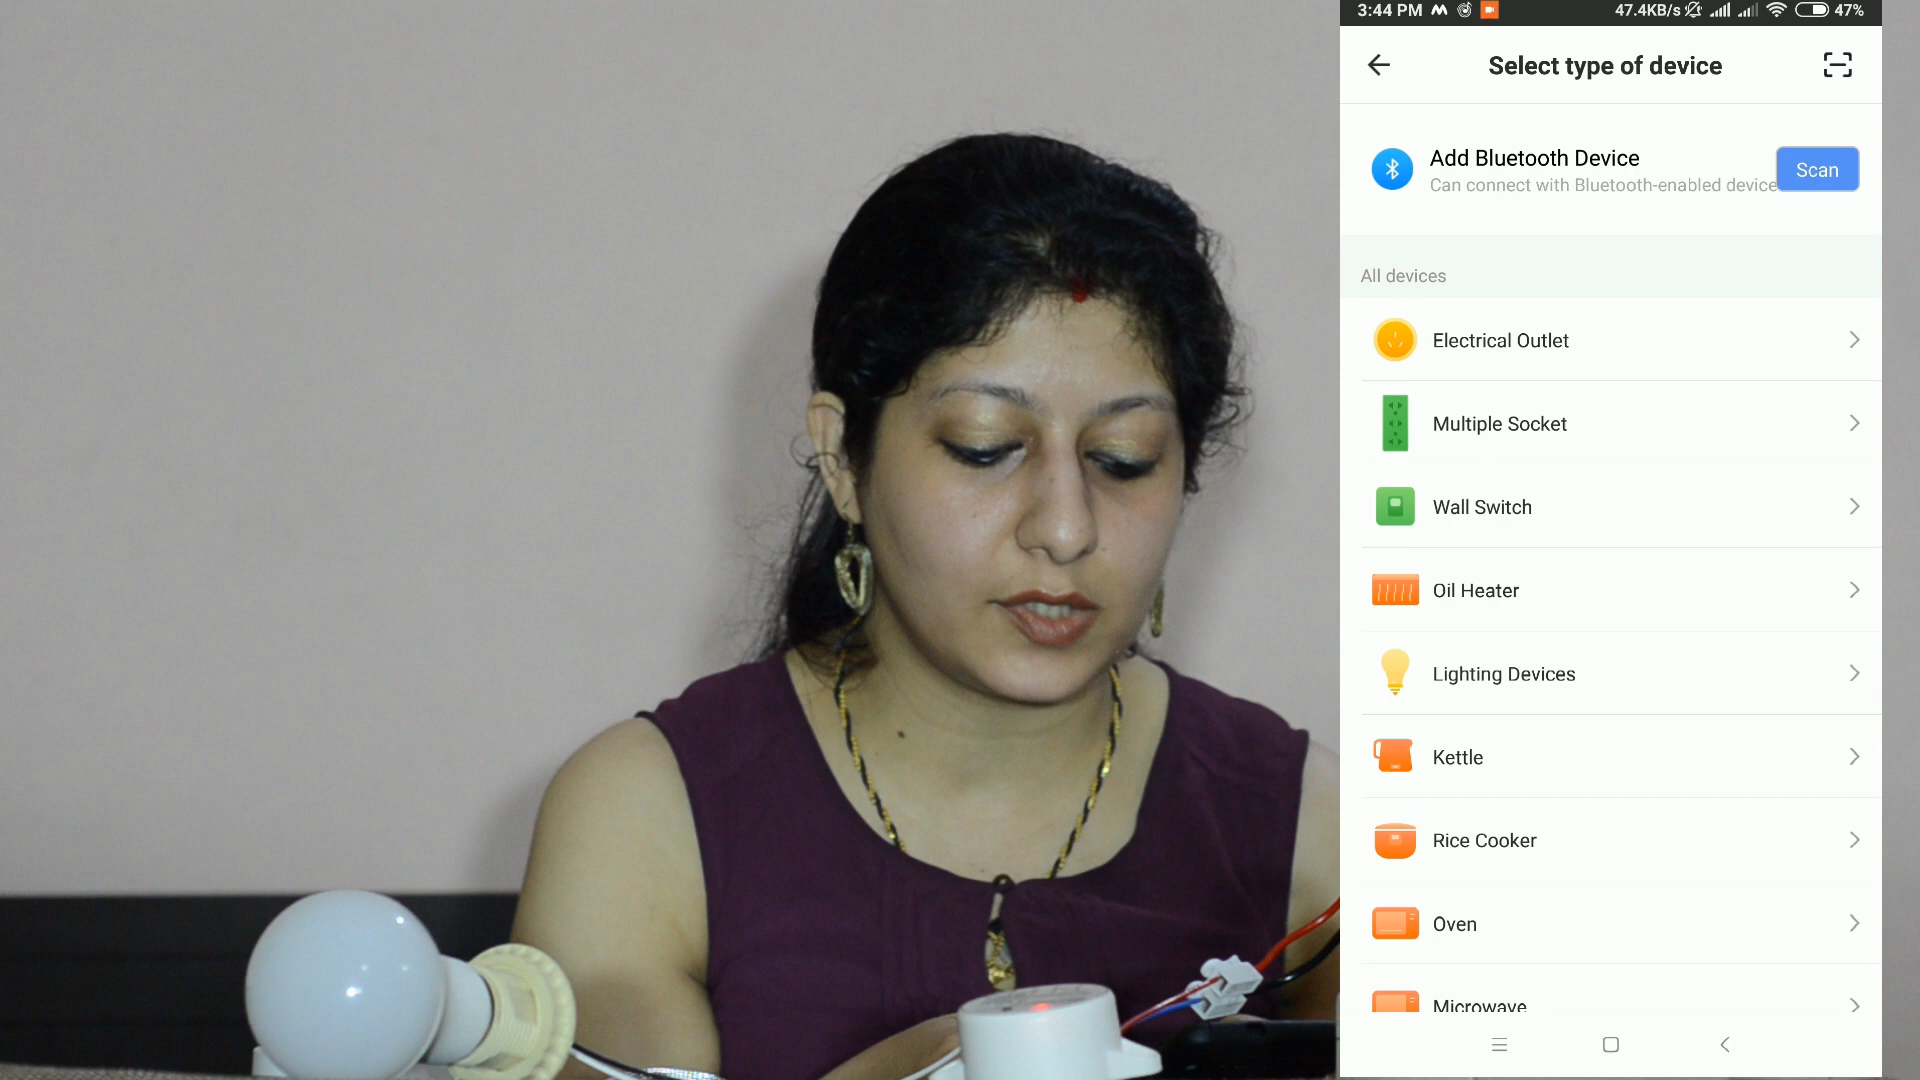 3:44 PM 47.4KB/s 47%
Select type of device
Add Bluetooth Device
Can connect with Bluetooth-enabled device
Scan
All devices
Electrical Outlet
Multiple Socket
Wall Switch
Oil Heater
Lighting Devices
Kettle
Rice Cooker
Oven
Microwave